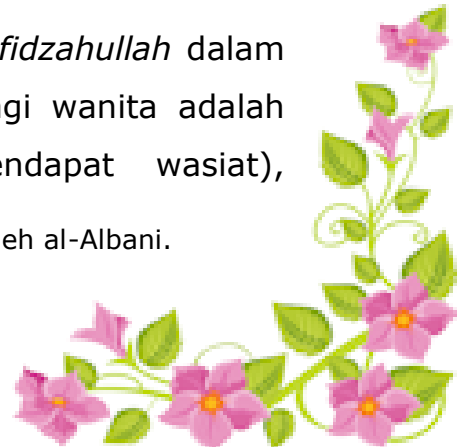 fidzahullah dalam
gi wanita adalah
endapat wasiat),
eh al-Albani.